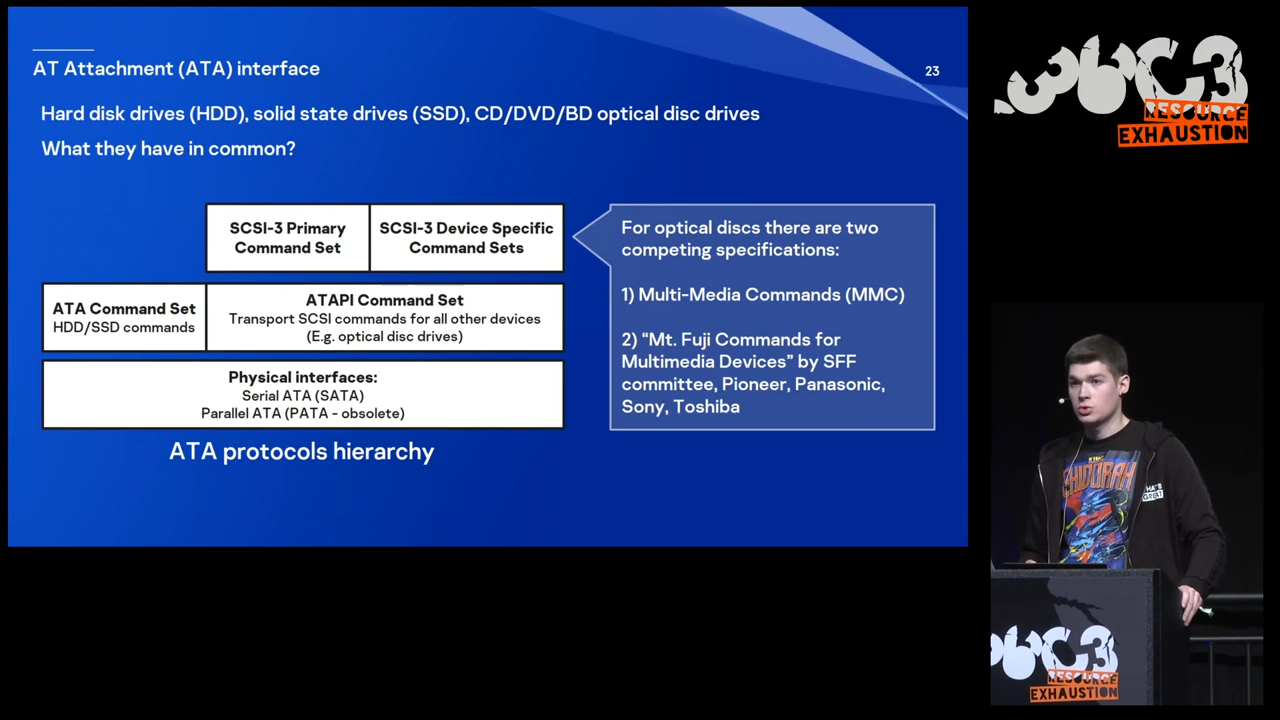 AT Attachment (ATA) interface
23
Hard disk drives (HDD), solid state drives (SSD), CD/DVD/BD optical disc drives
What they have in common?
SCSI-3 Primary
Command Set
SCSI-3 Device Specific
Command Sets
ATA Command Set
HDD/SSD commands
ATAPI Command Set
Transport SCSI commands for all other devices
(E.g. optical disc drives)
Physical interfaces:
Serial ATA (SATA)
Parallel ATA (PATA - obsolete)
ATA protocols hierarchy
For optical discs there are two
competing specifications:
1) Multi-Media Commands (MMC)
2) “Mt. Fuji Commands for
Multimedia Devices” by SFF
committee, Pioneer, Panasonic,
Sony, Toshiba
36C3
RESOURCE
EXHAUSTION
KING
GHIDORAH
THAT'S
GREAT
36C3
RESOURCE
EXHAUSTION